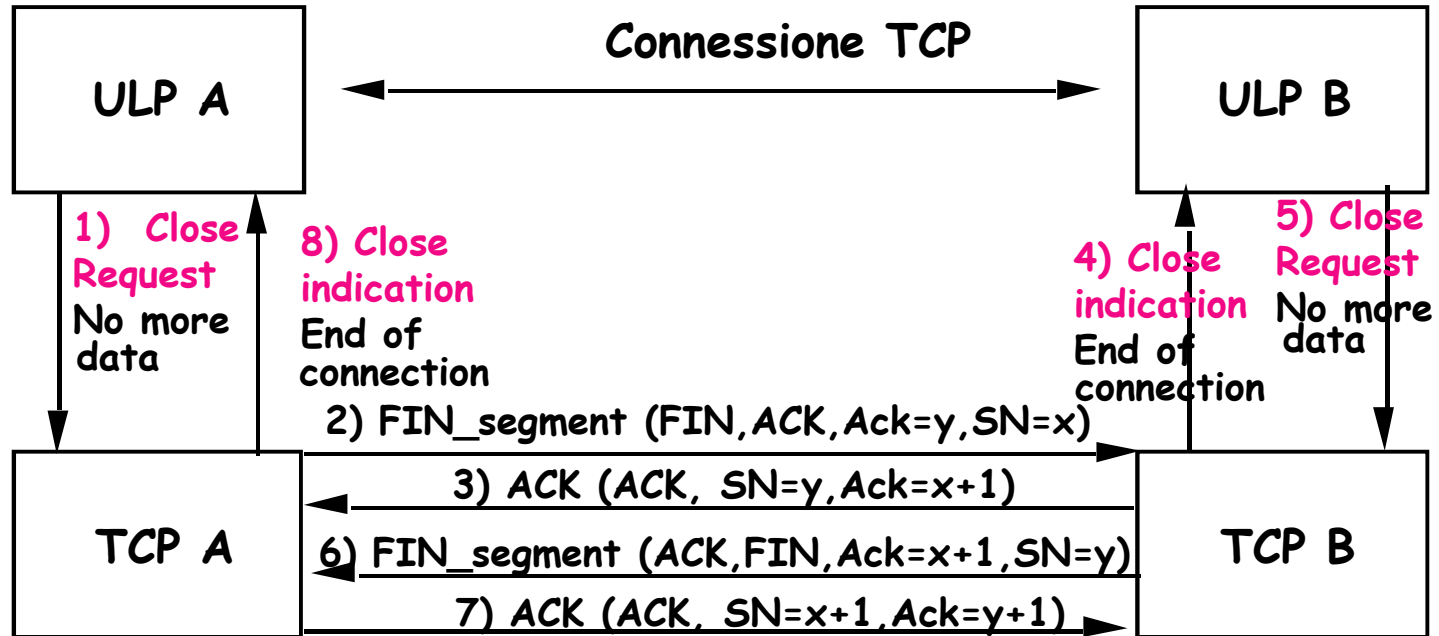 Connessione TCP
ULP A
ULP B
1) Close
Request
No more
data
8) Close
indication
End of
connection
4) Close
indication
End of
connection
5) Close
Request
No more
data
2) FIN_segment (FIN,ACK,Ack=y,SN=x)
3) ACK (ACK, SN=y,Ack=x+1)
TCP A
TCP B
6) FIN_segment (ACK,FIN,Ack=x+1,SN=y)
7) ACK (ACK, SN=x+1,Ack=y+1)